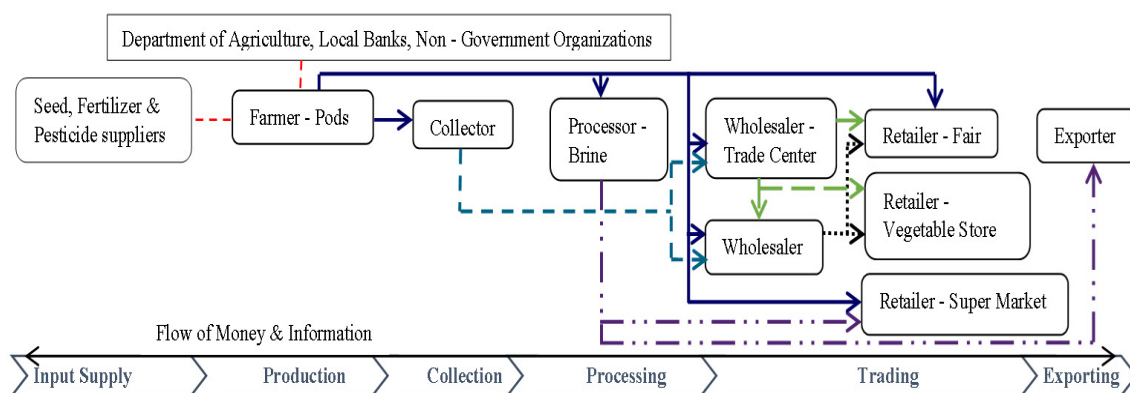 Department of Agriculture, Local Banks, Non - Government Organizations
Seed, Fertilizer &
Pesticide suppliers
Farmer - Pods
Collector
Processor -
Brine
Wholesaler -
Trade Center
Retailer - Fair
Exporter
Retailer -
Vegetable Store
Wholesaler
Retailer - Super Market
Flow of Money & Information
Input Supply
Production
Collection
Processing
Trading
Exporting